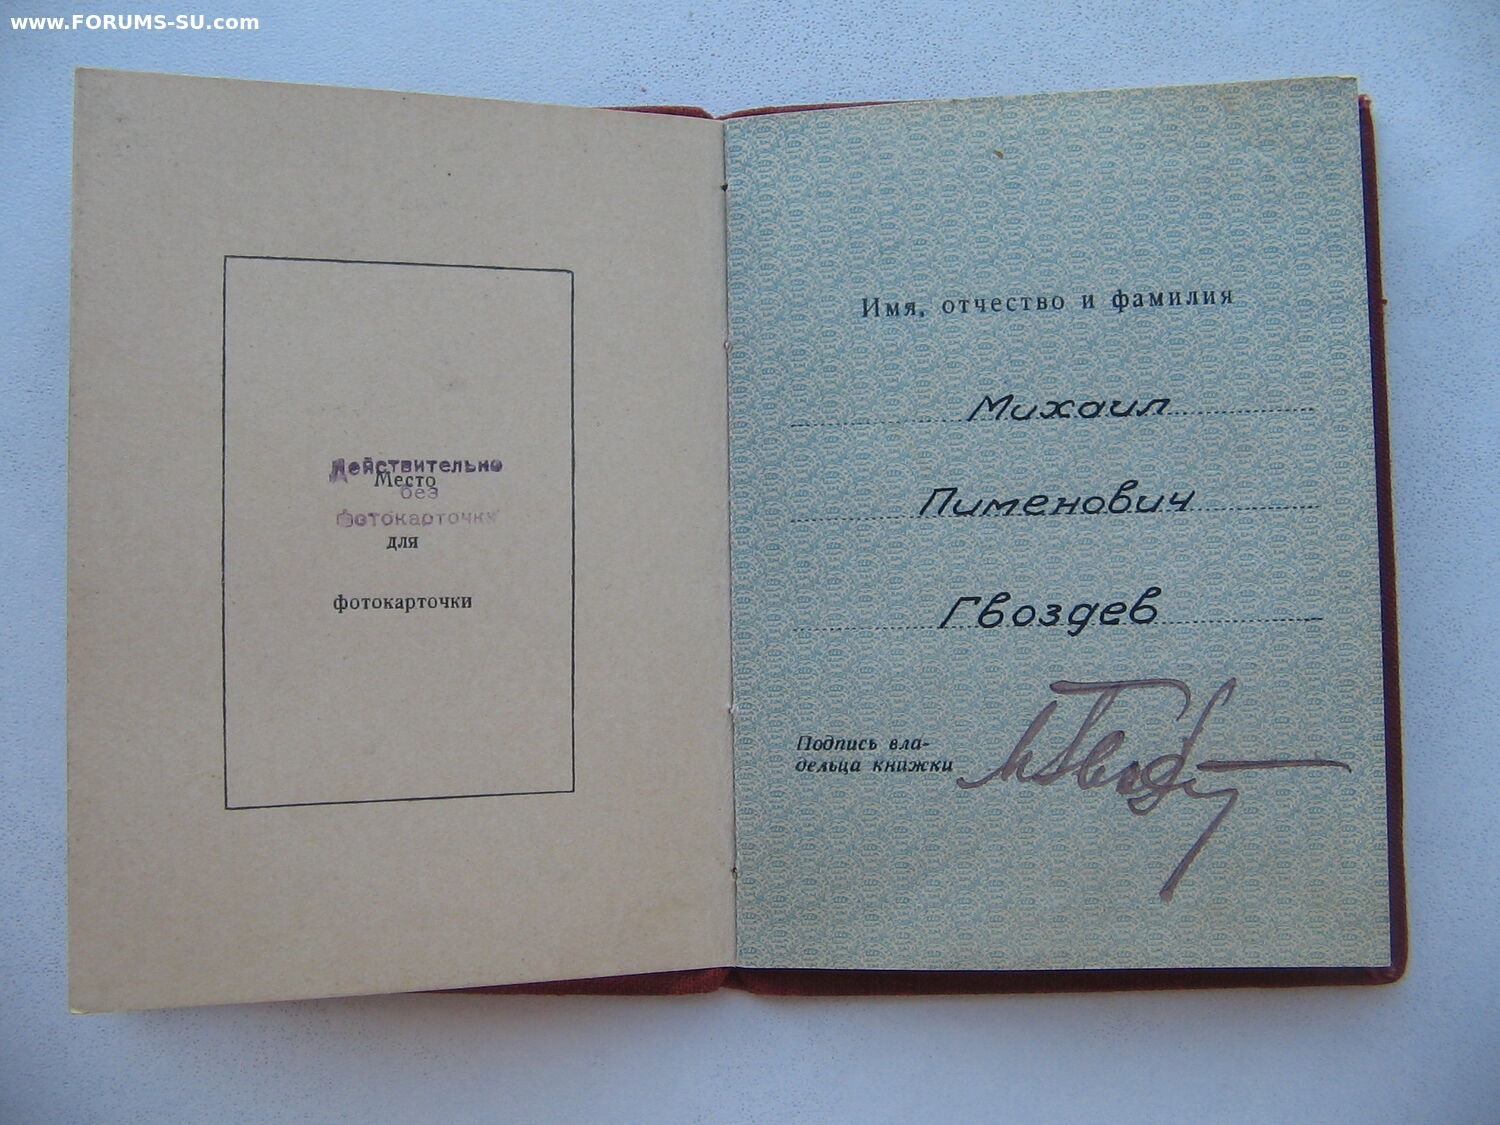 www.FORUMS-SU.com
Действительно
Место
без
фотокарточки
для
фотокарточки
Имя, отчество и фамилия
Михаил
Пименович
Гвоздев
Подпись вла-
дельца книжки